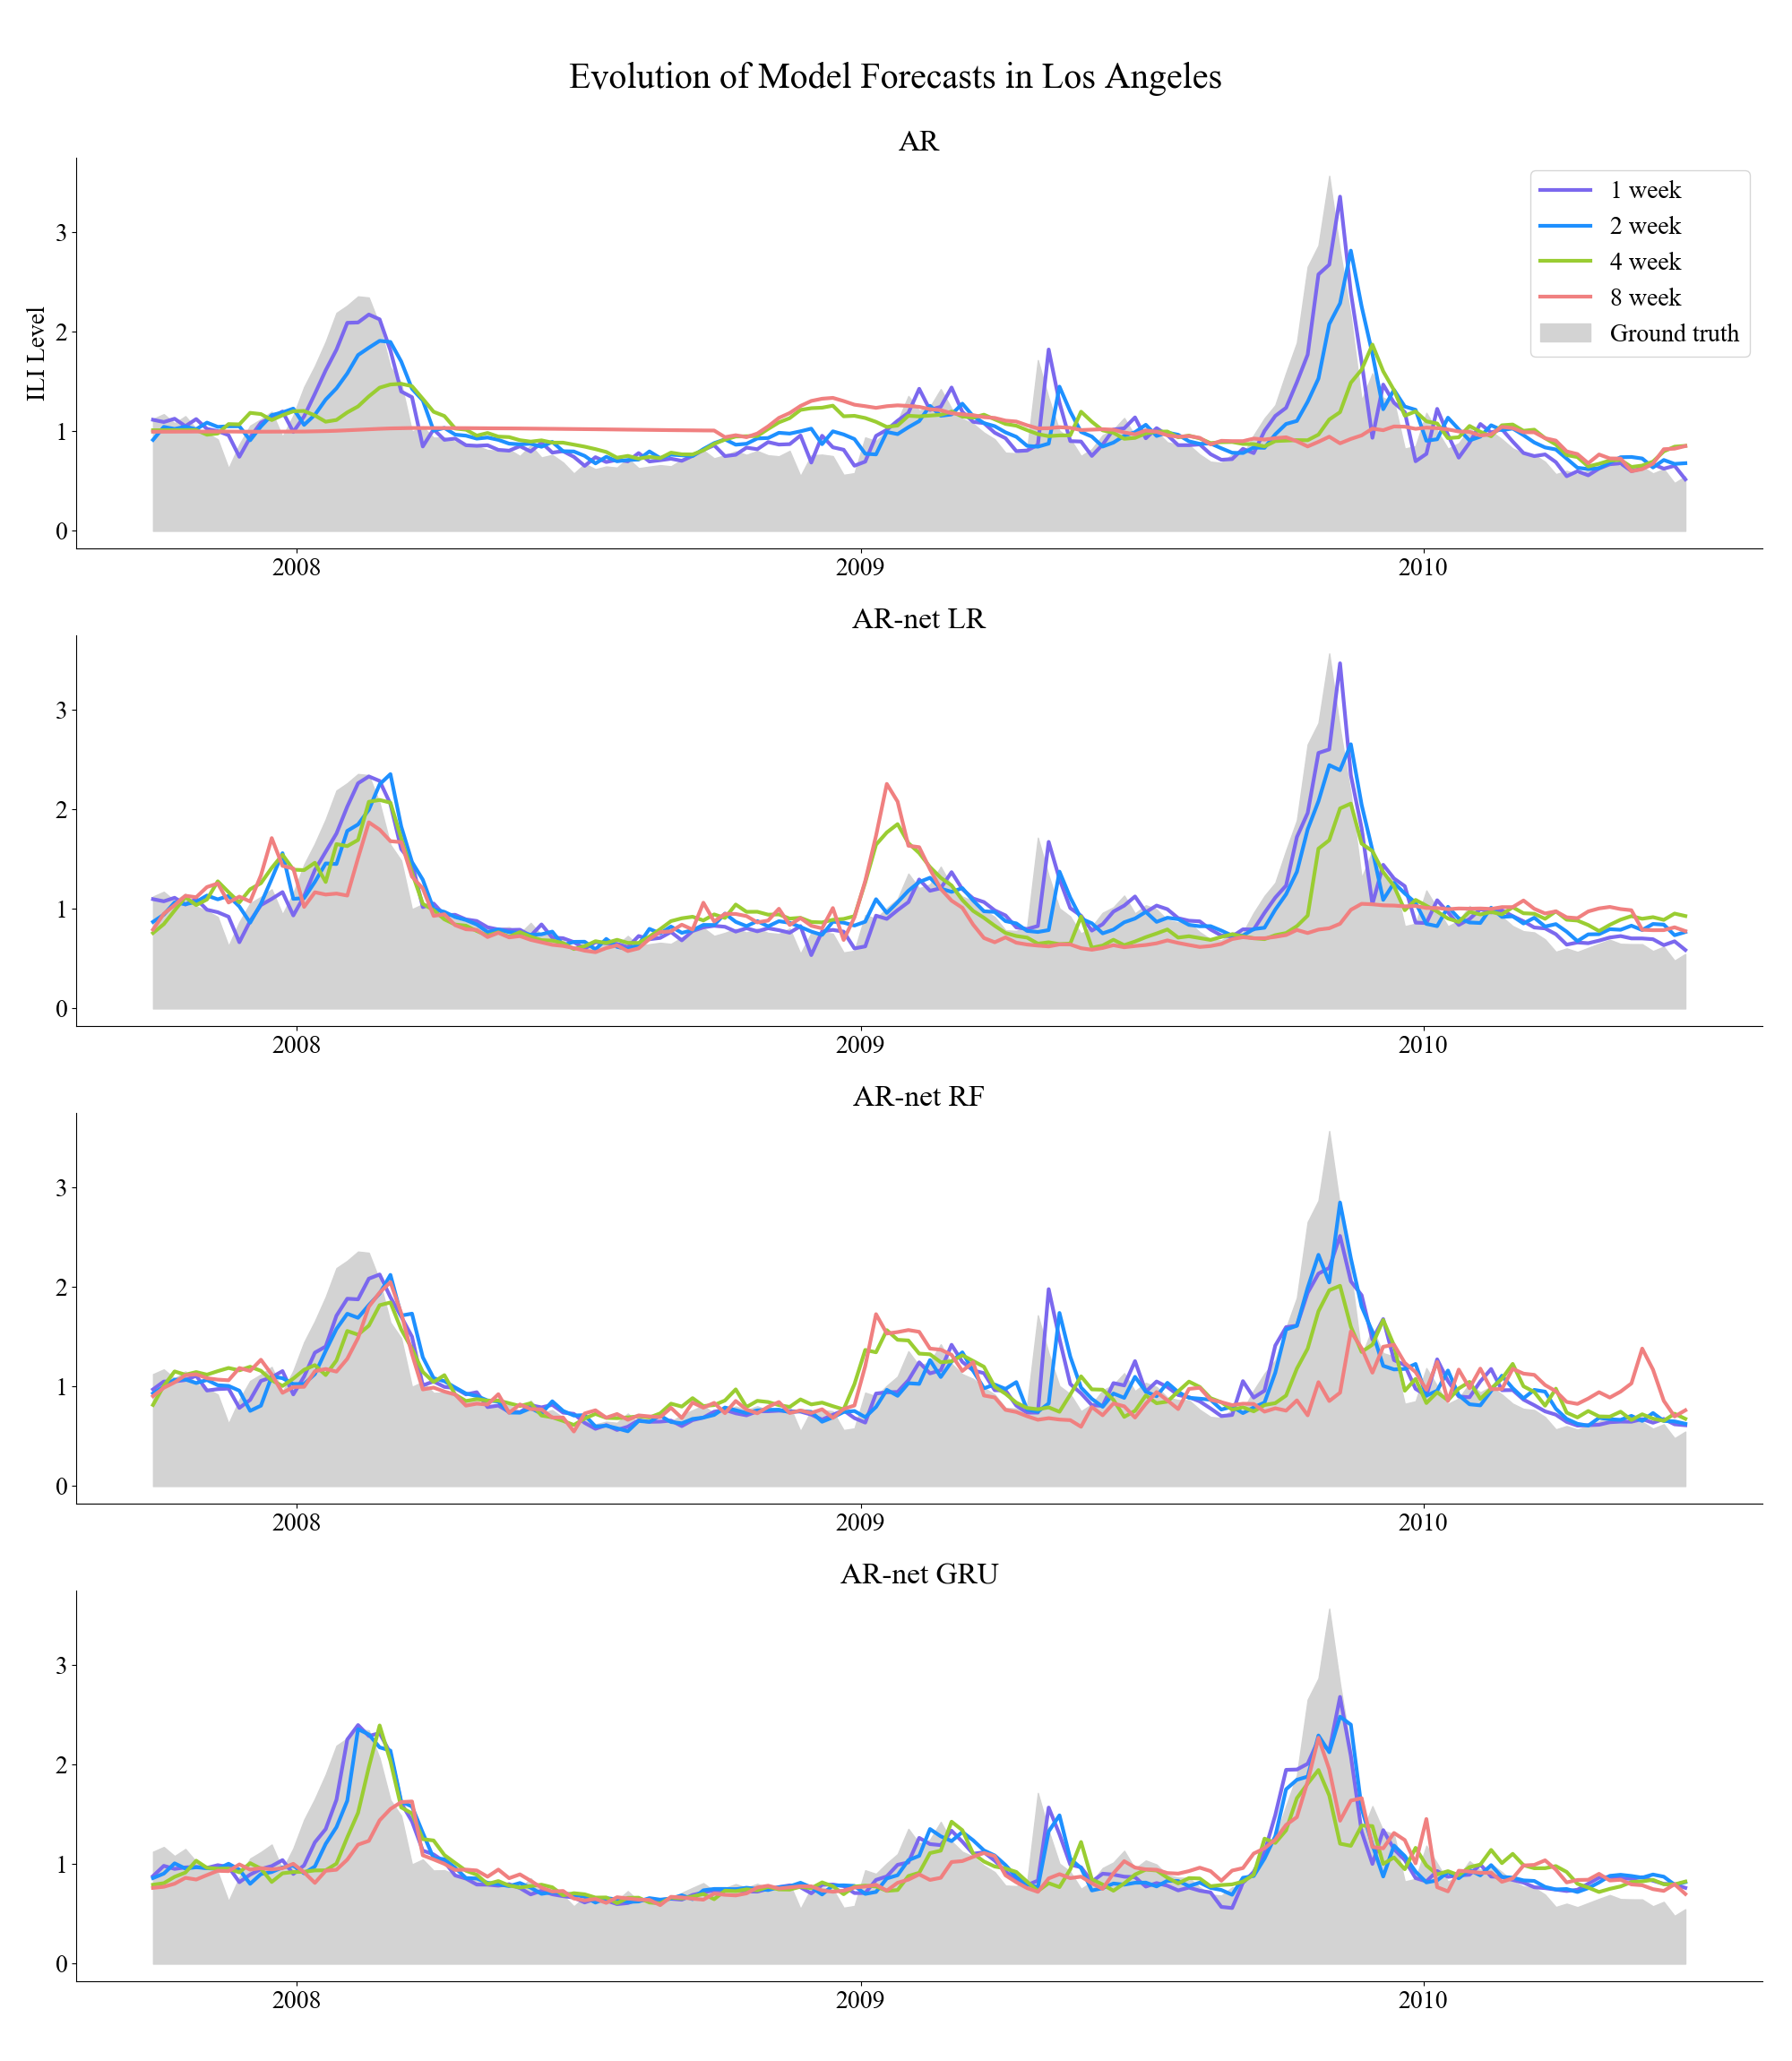 Evolution of Model Forecasts in Los Angeles
AR
ILI Level
3
2
1
0
1 week
2 week
4 week
8 week
Ground truth
2008 2009 2010
AR-net LR
3
2
1
0
2008 2009 2010
AR-net RF
3
2
1
0
2008 2009 2010
AR-net GRU
3
2
1
0
2008 2009 2010